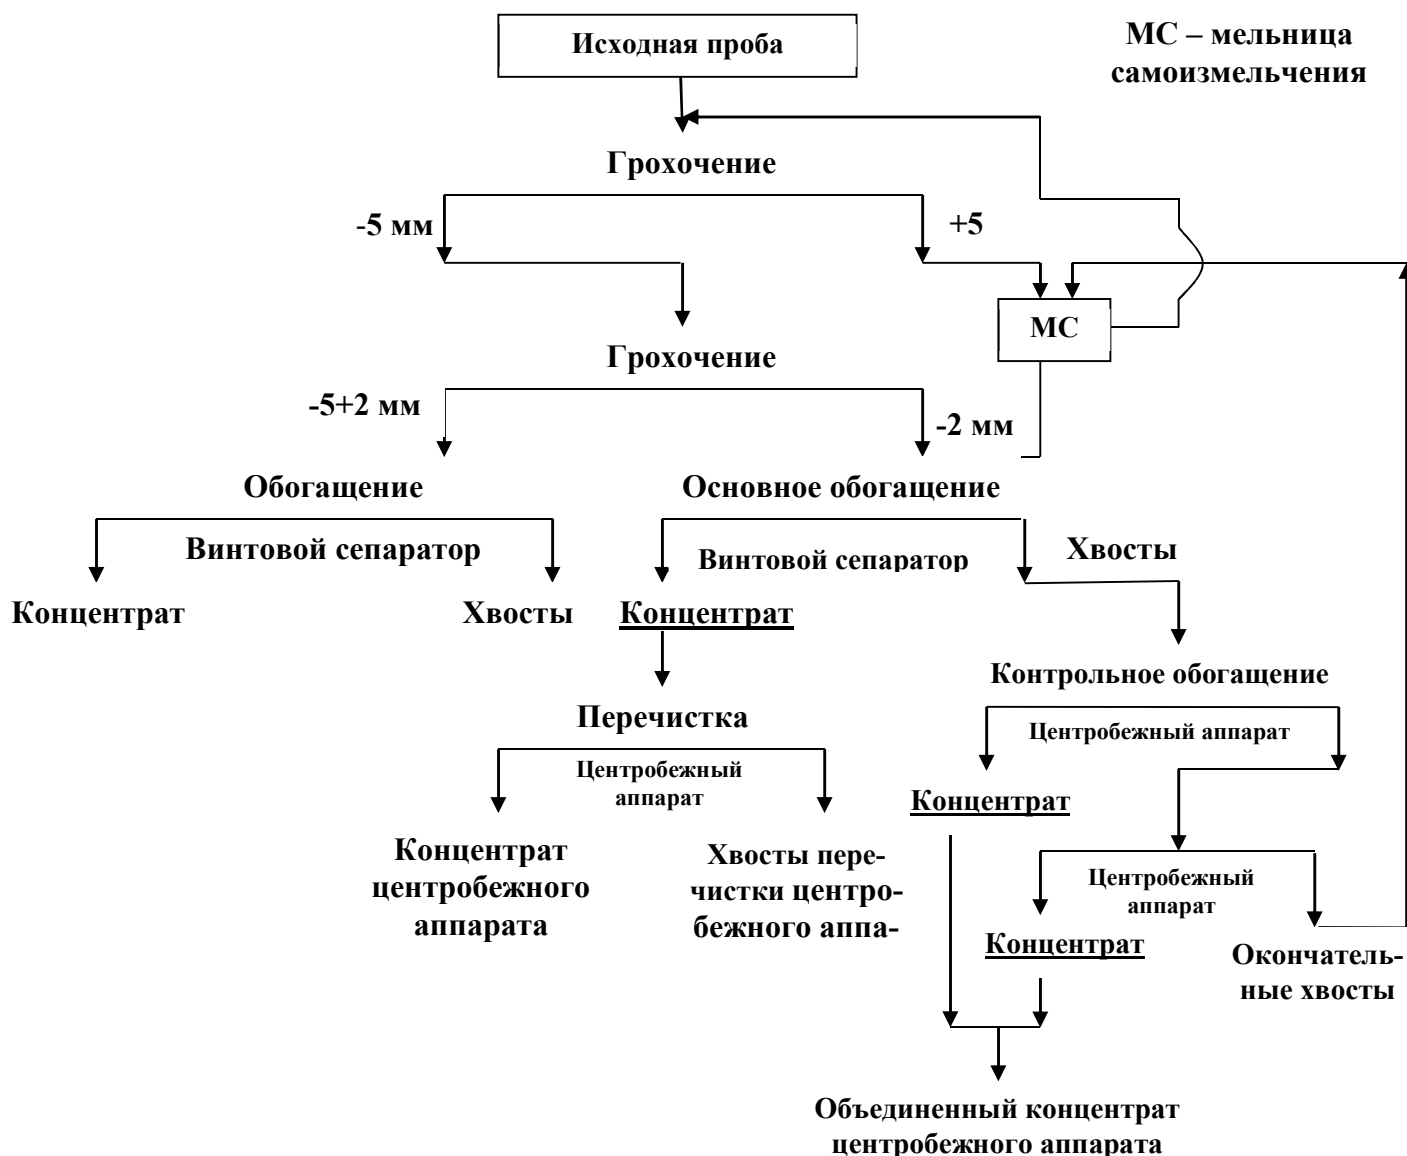 Исходная проба
МС – мельница
самоизмельчения
Грохочение
-5 мм
+5
МС
Грохочение
-5+2 мм
-2 мм
Обогащение
Основное обогащение
Винтовой сепаратор
Винтовой сепаратор
Хвосты
Концентрат
Хвосты
Концентрат
Контрольное обогащение
Перечистка
Центробежный аппарат
Центробежный
аппарат
Концентрат
Концентрат
центробежного
аппарата
Хвосты пере-
чистки центро-
бежного аппа-
Центробежный
аппарат
Концентрат
Окончатель-
ные хвосты
Объединенный концентрат
центробежного аппарата